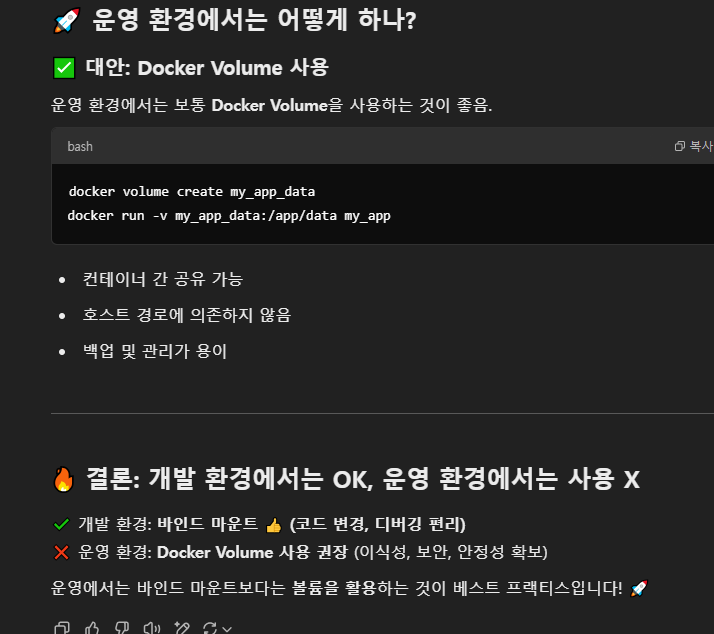 🚀 운영 환경에서는 어떻게 하나?
✅ 대안: Docker Volume 사용
운영 환경에서는 보통 Docker Volume을 사용하는 것이 좋음.
bash
복사
docker volume create my_app_data
docker run -v my_app_data:/app/data my_app
• 컨테이너 간 공유 가능
• 호스트 경로에 의존하지 않음
• 백업 및 관리가 용이
🔥 결론: 개발 환경에서는 OK, 운영 환경에서는 사용 X
✔ 개발 환경: 바인드 마운트 👍 (코드 변경, 디버깅 편리)
❌ 운영 환경: Docker Volume 사용 권장 (이식성, 보안, 안정성 확보)
운영에서는 바인드 마운트보다는 볼륨을 활용하는 것이 베스트 프랙티스입니다! 🚀